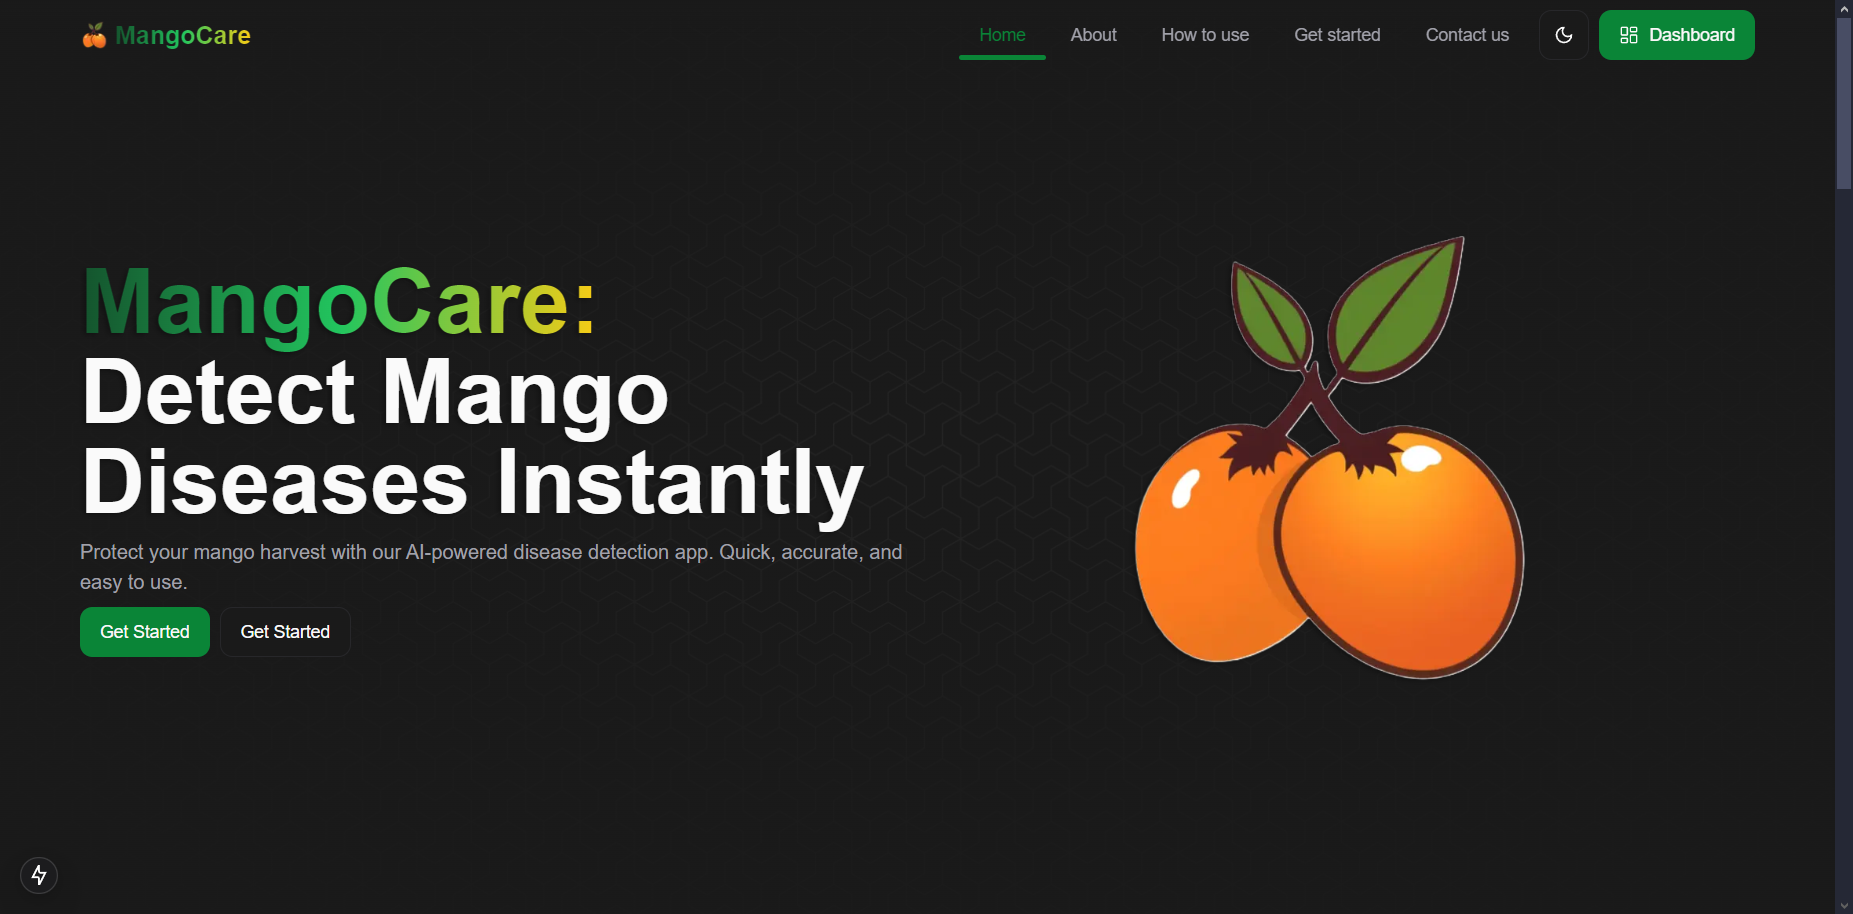 MangoCare
Home About How to use Get started Contact us Dashboard
MangoCare:
Detect Mango
Diseases Instantly
Protect your mango harvest with our AI-powered disease detection app. Quick, accurate, and
easy to use.
Get Started Get Started